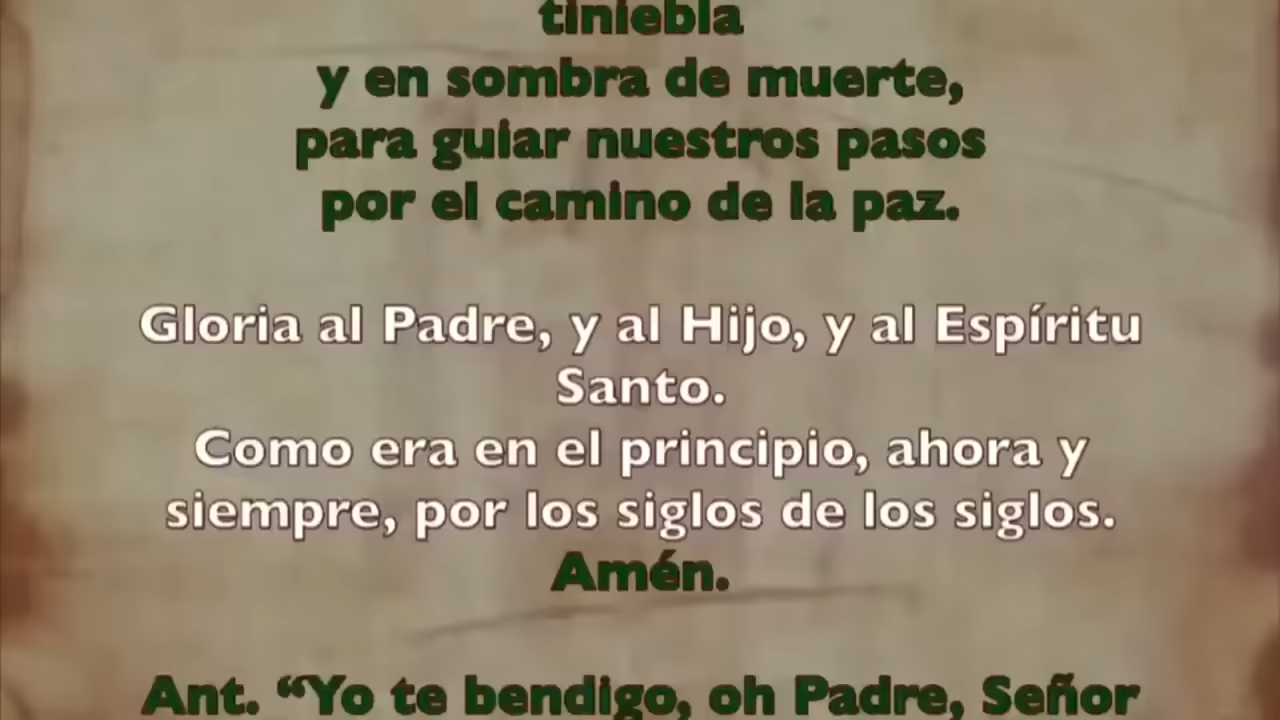 tiniebla
y en sombra de muerte,
para guiar nuestros pasos
por el camino de la paz.
Gloria al Padre, y al Hijo, y al Espíritu
Santo.
Como era en el principio, ahora y
siempre, por los siglos de los siglos.
Amén.
Ant. “Yo te bendigo, oh Padre, Señor